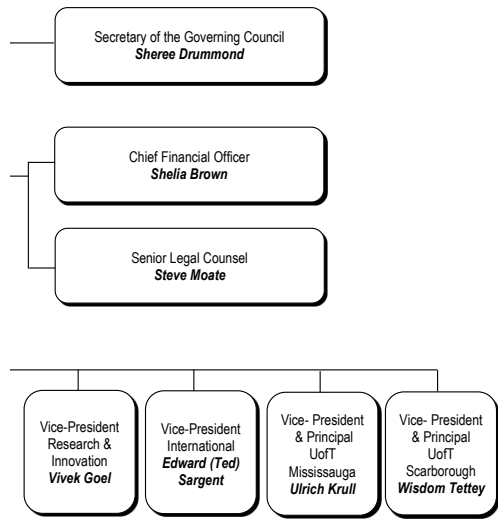 Secretary of the Governing Council
Sheree Drummond
Chief Financial Officer
Shelia Brown
Senior Legal Counsel
Steve Moate
Vice-President
Research &
Innovation
Vivek Goel
Vice-President
International
Edward (Ted)
Sargent
Vice- President
& Principal
UofT
Mississauga
Ulrich Krull
Vice- President
& Principal
UofT
Scarborough
Wisdom Tettey